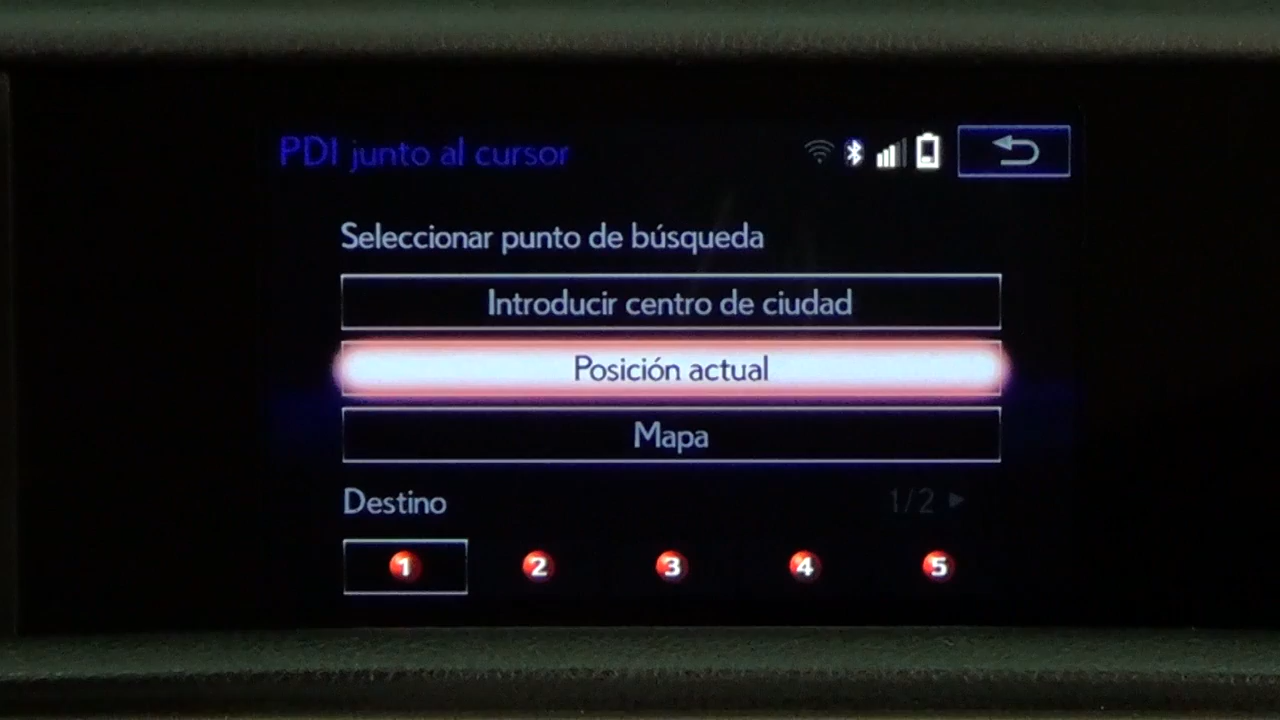 PDI junto al cursor
Seleccionar punto de búsqueda
Introducir centro de ciudad
Posición actual
Mapa
Destino 1/2
1 2 3 4 5